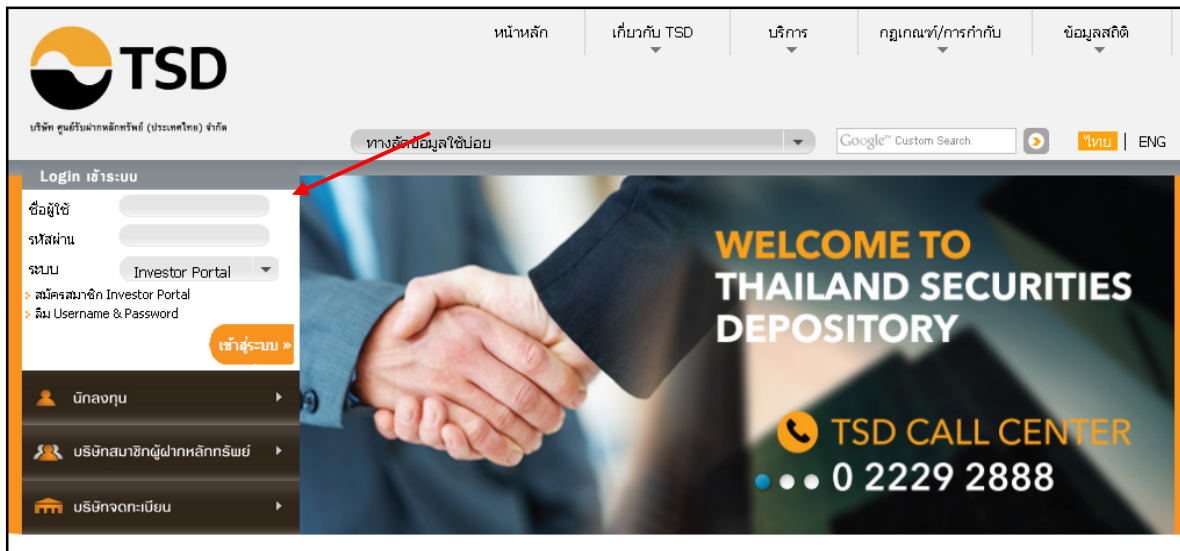 หน้าหลัก
เกี่ยวกับ TSD
บริการ
กฎเกณฑ์/การกำกับ
ข้อมูลสถิติ
TSD
บริษัท ศูนย์รับฝากหลักทรัพย์ (ประเทศไทย) จำกัด
ทางลัดข้อมูลใช้บ่อย
Google™ Custom Search
ไทย | ENG
Login เข้าระบบ
ชื่อผู้ใช้
รหัสผ่าน
ระบบ Investor Portal
สมัครสมาชิก Investor Portal
ลืม Username & Password
เข้าสู่ระบบ »
นักลงทุน
บริษัทสมาชิกผู้ฝากหลักทรัพย์
บริษัทจดทะเบียน
WELCOME TO
THAILAND SECURITIES
DEPOSITORY
TSD CALL CENTER
0 2229 2888